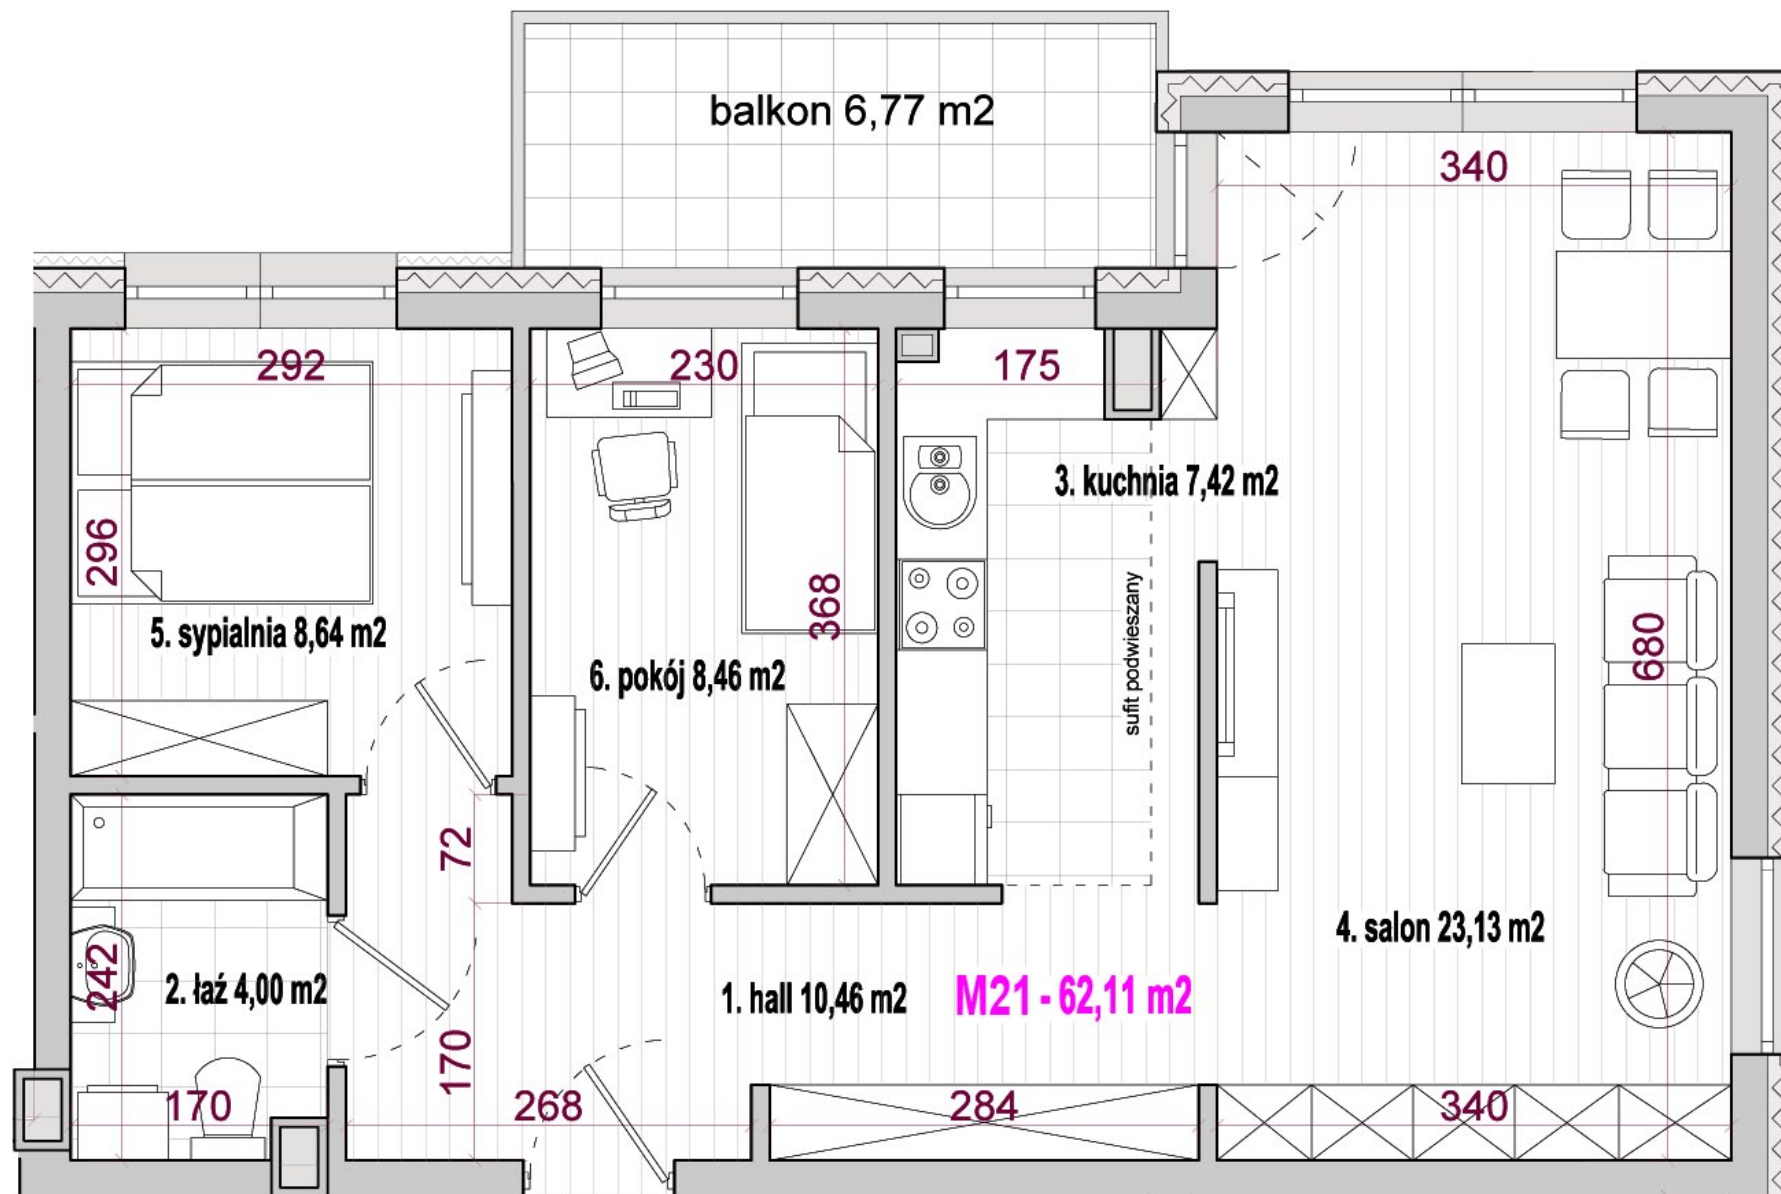 balkon 6,77 m2
340
292
230
175
3. kuchnia 7,42 m2
296
368
sufit podwieszany
5. sypialnia 8,64 m2
680
6. pokój 8,46 m2
72
4. salon 23,13 m2
242
2. łaź 4,00 m2
1. hall 10,46 m2
M21 - 62,11 m2
170
170
268
284
340